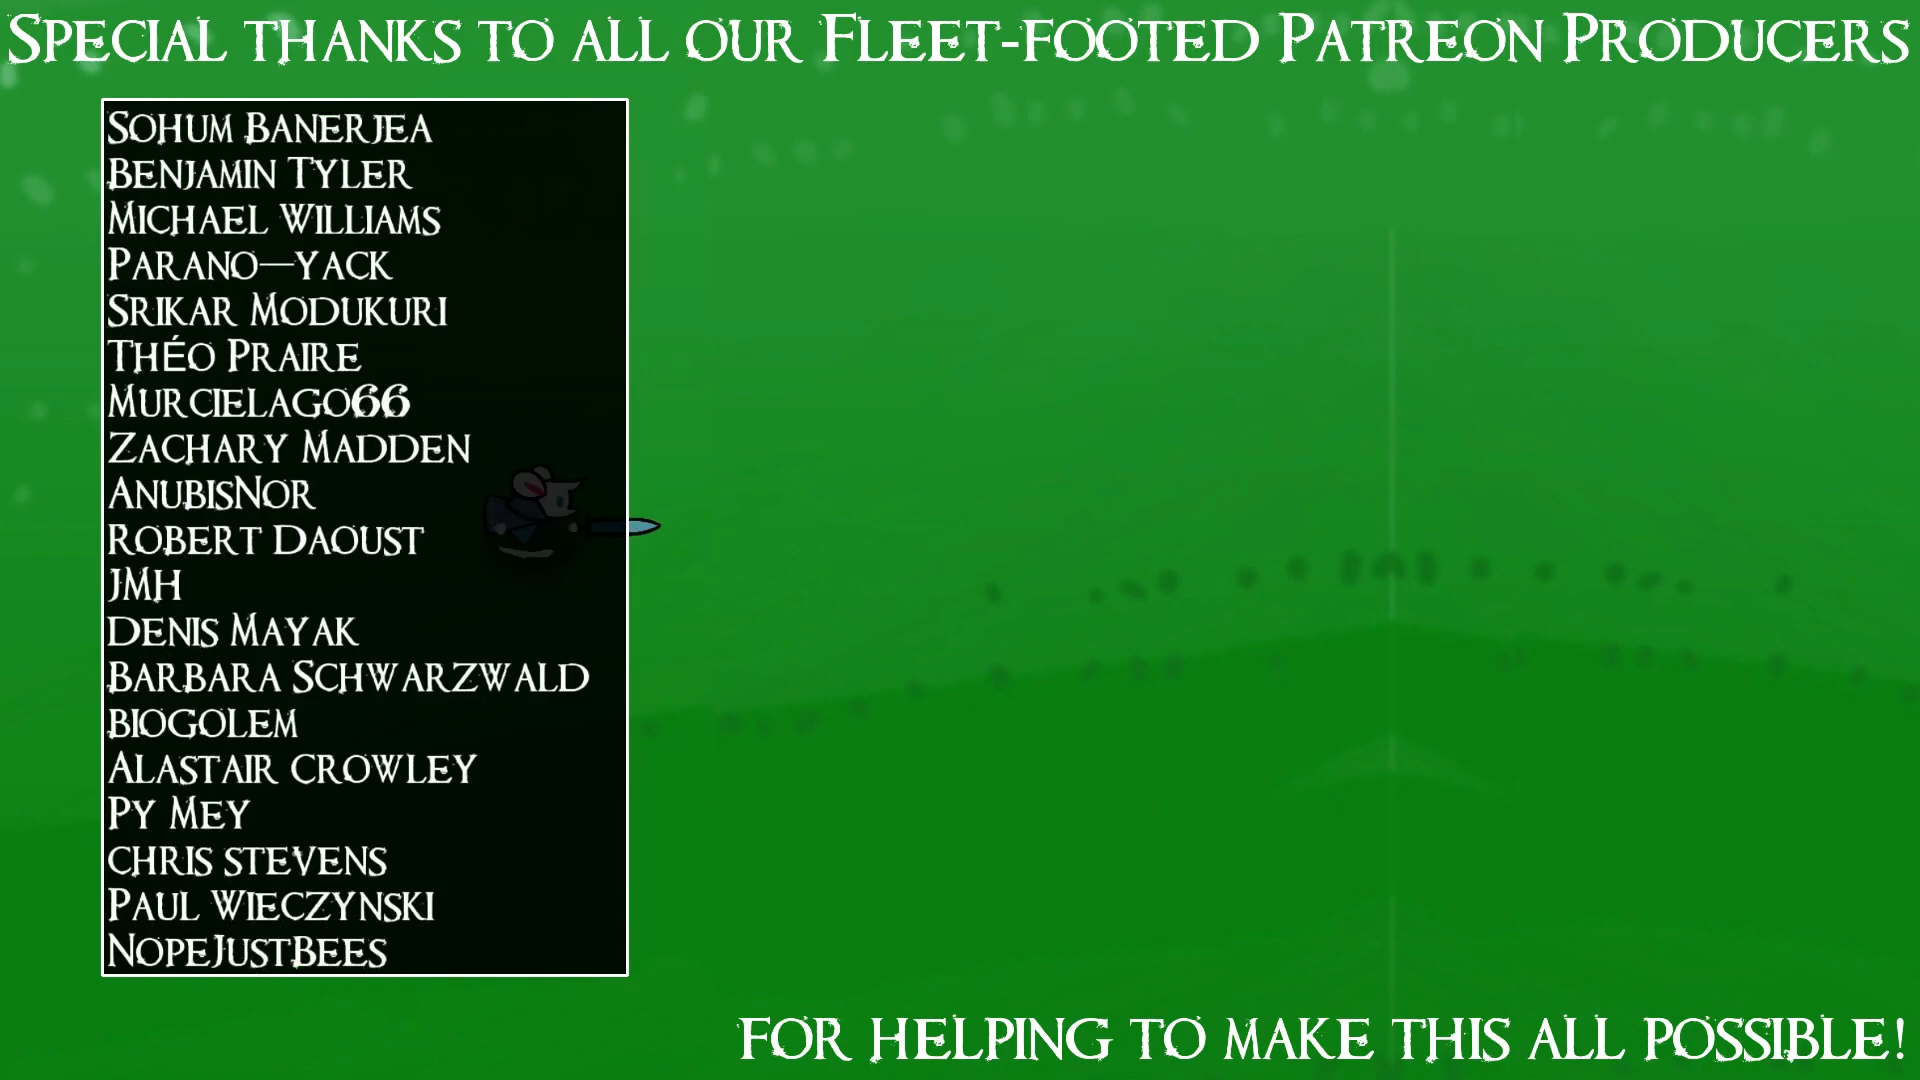 Special thanks to all our Fleet-footed Patreon Producers
Sohum Banerjea
Benjamin Tyler
Michael Williams
Parano—yack
Srikar Modukuri
Théo Praire
Murcielago66
Zachary Madden
AnubisNor
Robert Daoust
JMH
Denis Mayak
Barbara Schwarzwald
Biogolem
Alastair Crowley
Py Mey
chris stevens
Paul Wieczynski
NopeJustBees
for helping to make this all possible!